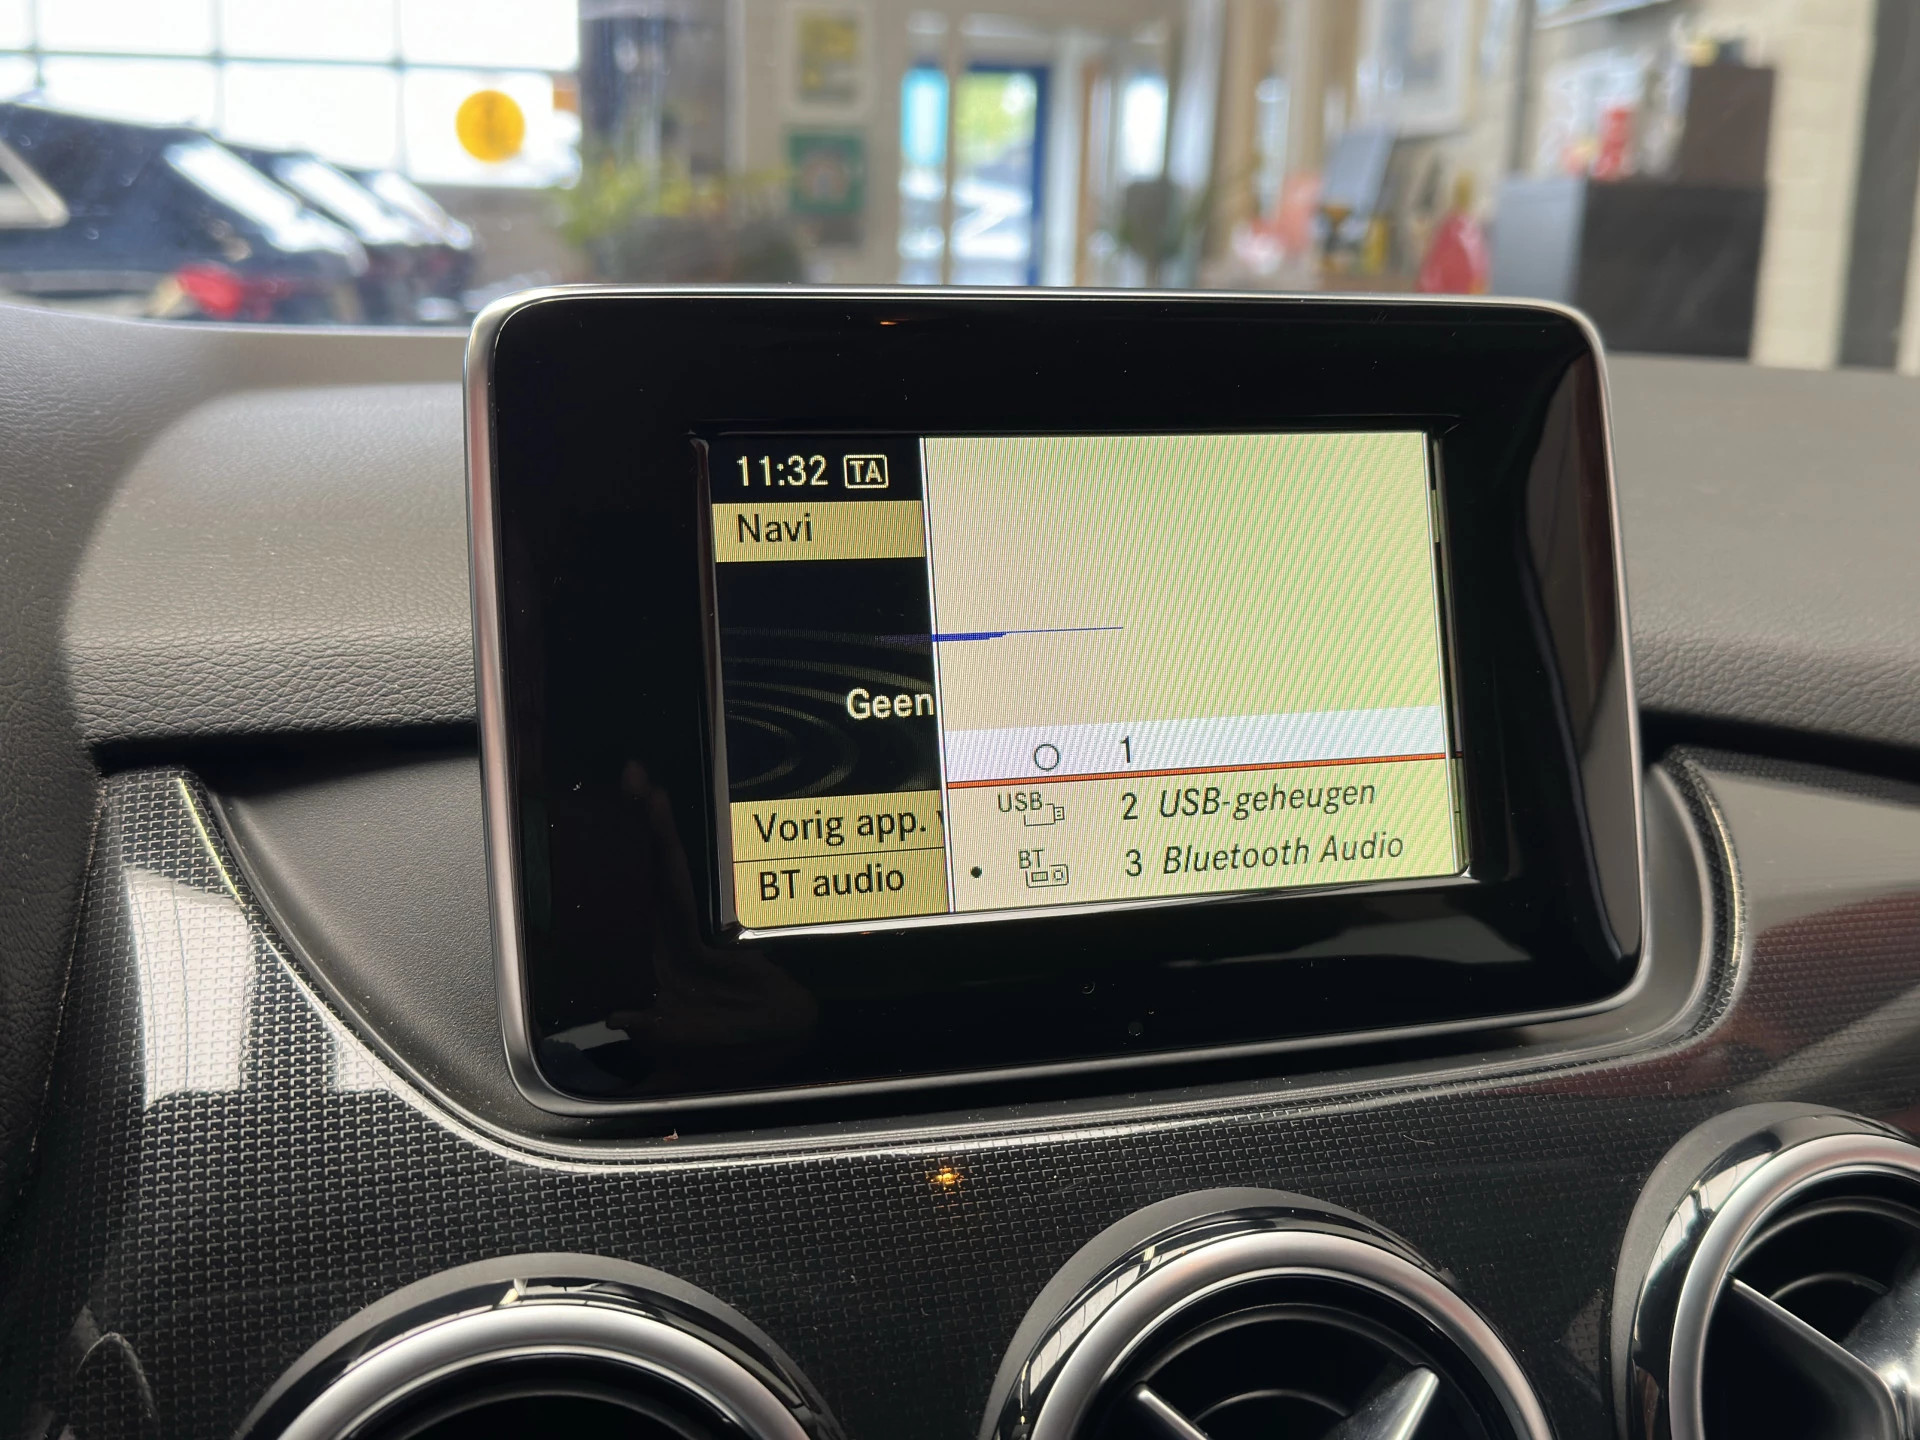 11:32 TA
Navi
Geen
1
USB 2 USB-geheugen
BT 3 Bluetooth Audio
Vorig app.
BT audio